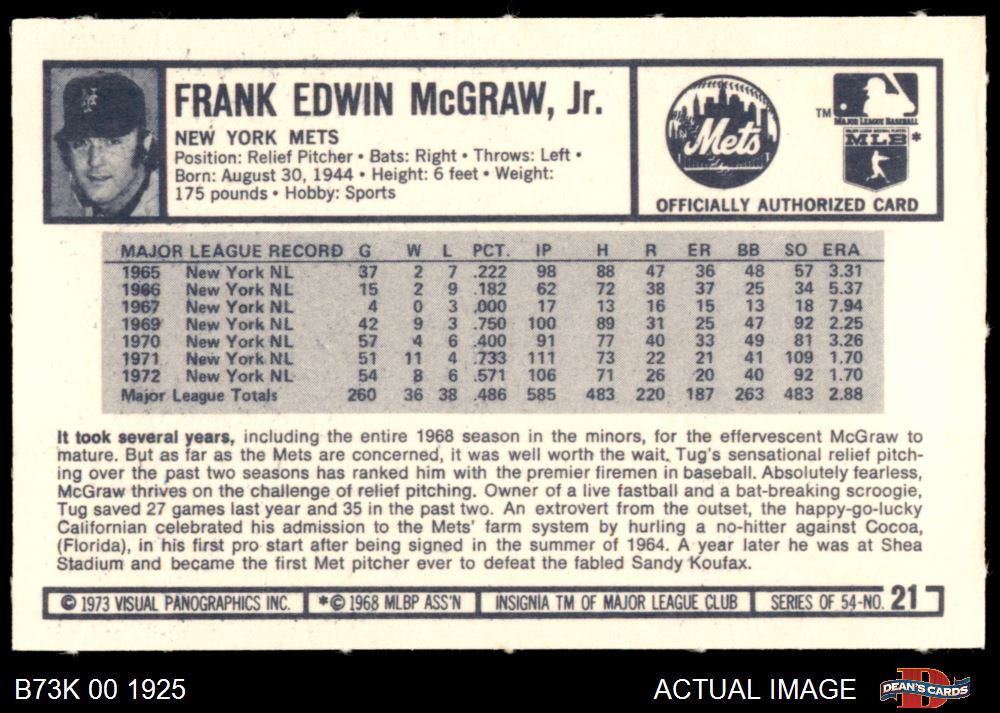 FRANK EDWIN McGRAW, Jr.
NEW YORK METS
Position: Relief Pitcher • Bats: Right • Throws: Left •
Born: August 30, 1944 • Height: 6 feet • Weight:
175 pounds • Hobby: Sports
Mets
TM
MAJOR LEAGUE BASEBALL
MLB*
OFFICIALLY AUTHORIZED CARD
MAJOR LEAGUE RECORD G W L PCT. IP H R ER BB SO ERA
1965 New York NL 37 2 7 .222 98 88 47 36 48 57 3.31
1966 New York NL 15 2 9 .182 62 72 38 37 25 34 5.37
1967 New York NL 4 0 3 .000 17 13 16 15 13 18 7.94
1969 New York NL 42 9 3 .750 100 89 31 25 47 92 2.25
1970 New York NL 57 4 6 .400 91 77 40 33 49 81 3.26
1971 New York NL 51 11 4 .733 111 73 22 21 41 109 1.70
1972 New York NL 54 8 6 .571 106 71 26 20 40 92 1.70
Major League Totals 260 36 38 .486 585 483 220 187 263 483 2.88
It took several years, including the entire 1968 season in the minors, for the effervescent McGraw to
mature. But as far as the Mets are concerned, it was well worth the wait. Tug's sensational relief pitch-
ing over the past two seasons has ranked him with the premier firemen in baseball. Absolutely fearless,
McGraw thrives on the challenge of relief pitching. Owner of a live fastball and a bat-breaking scroogie,
Tug saved 27 games last year and 35 in the past two. An extrovert from the outset, the happy-go-lucky
Californian celebrated his admission to the Mets' farm system by hurling a no-hitter against Cocoa,
(Florida), in his first pro start after being signed in the summer of 1964. A year later he was at Shea
Stadium and became the first Met pitcher ever to defeat the fabled Sandy Koufax.
© 1973 VISUAL PANOGRAPHICS INC. *© 1968 MLBP ASS'N INSIGNIA TM OF MAJOR LEAGUE CLUB SERIES OF 54-NO. 21
B73K 00 1925
ACTUAL IMAGE
DEAN'S CARDS